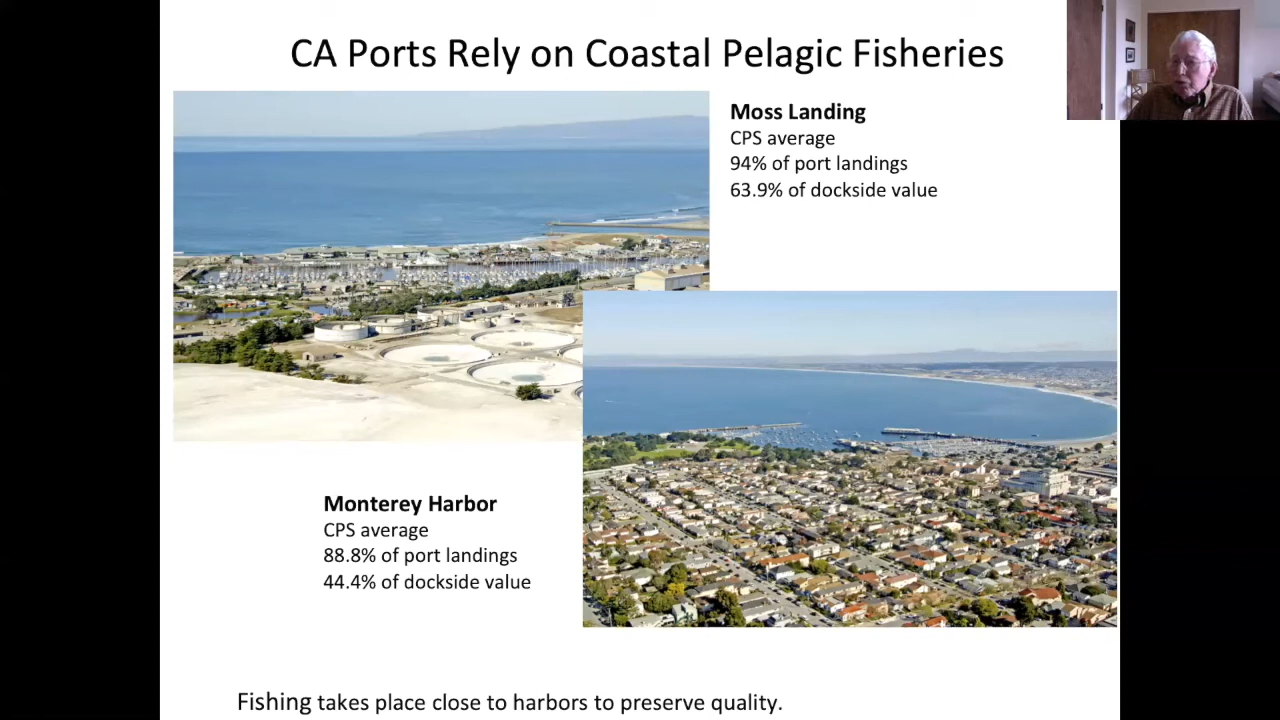 CA Ports Rely on Coastal Pelagic Fisheries
Moss Landing
CPS average
94% of port landings
63.9% of dockside value
Monterey Harbor
CPS average
88.8% of port landings
44.4% of dockside value
Fishing takes place close to harbors to preserve quality.